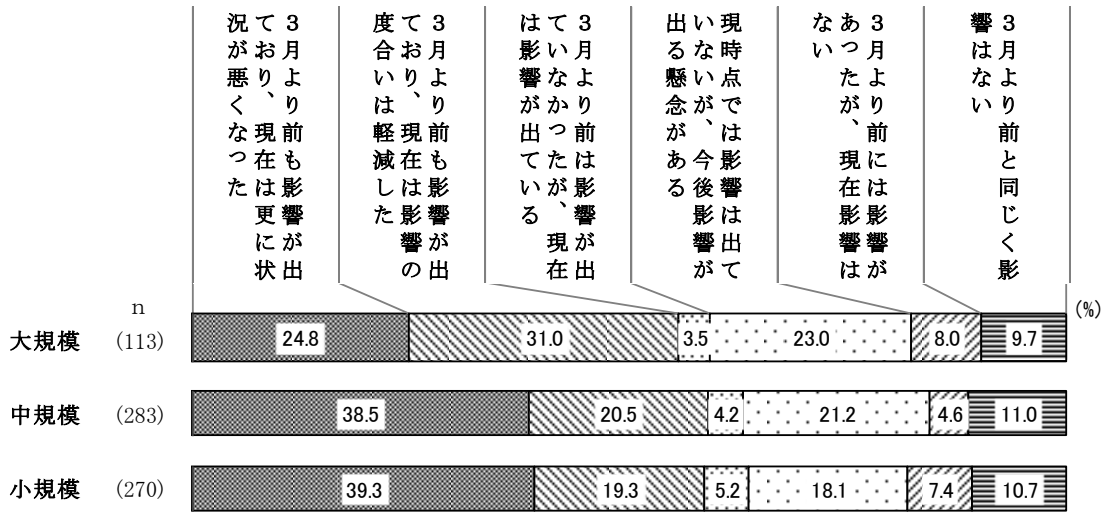 ３月より前も影響が出
ており、現在は更に状
況が悪くなった
３月より前も影響が出
ており、現在は影響の
度合いは軽減した
３月より前は影響が出
ていなかったが、現在
は影響が出ている
現時点では影響は出て
いないが、今後影響が
出る懸念がある
３月より前には影響が
あったが、現在影響は
ない
３月より前と同じく影
響はない
n
(%)
大規模 (113) 24.8 31.0 3.5 23.0 8.0 9.7
中規模 (283) 38.5 20.5 4.2 21.2 4.6 11.0
小規模 (270) 39.3 19.3 5.2 18.1 7.4 10.7